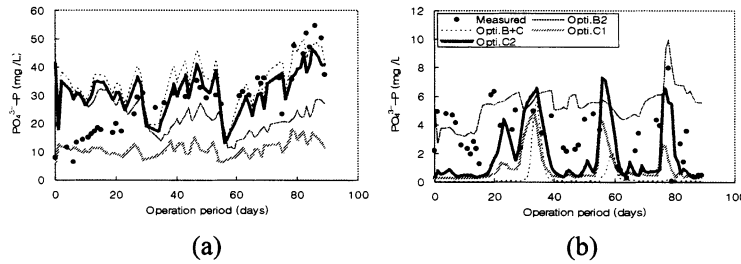 PO₄³⁻-P (mg /L)
60
50
40
30
20
10
0
0 20 40 60 80 100
Operation period (days)
(a)
PO₄³⁻-P (mg/L)
12
10
8
6
4
2
0
Measured Opti.B2
Opti.B+C Opti.C1
Opti.C2
0 20 40 60 80 100
Operation period (days)
(b)